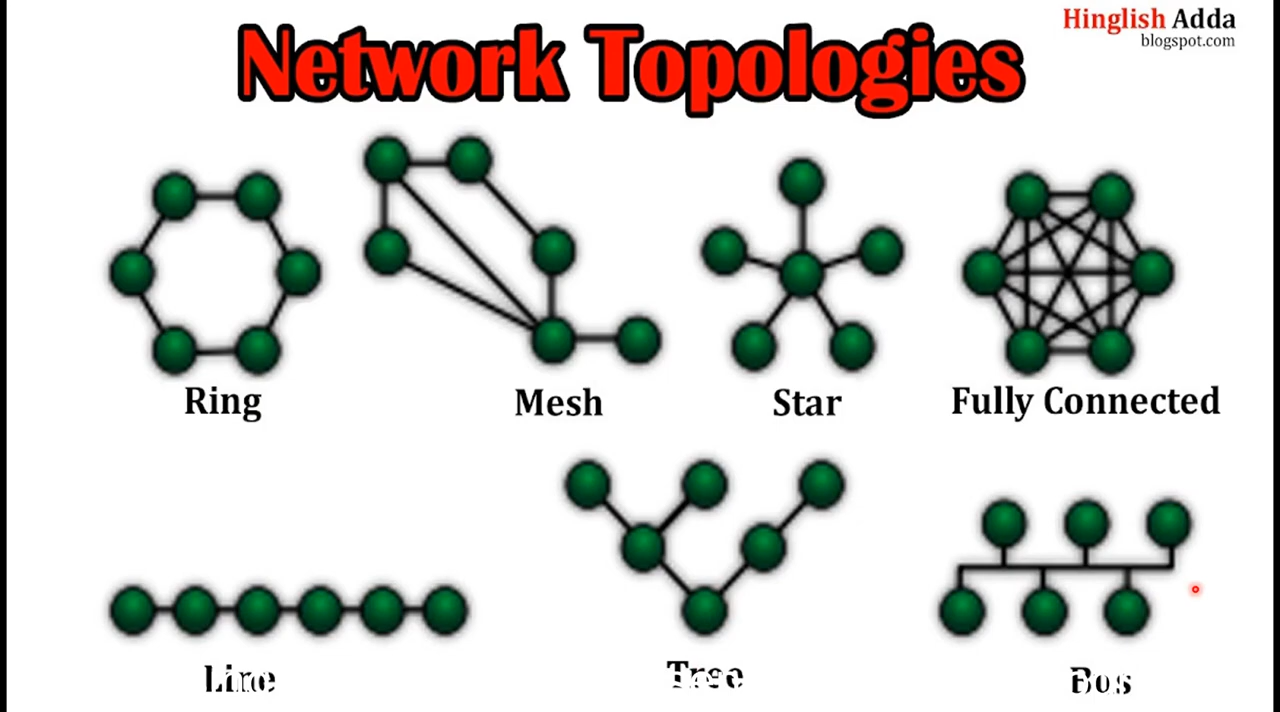 Hinglish Adda
blogspot.com
Network Topologies
Ring
Mesh
Star
Fully Connected
Line
Tree